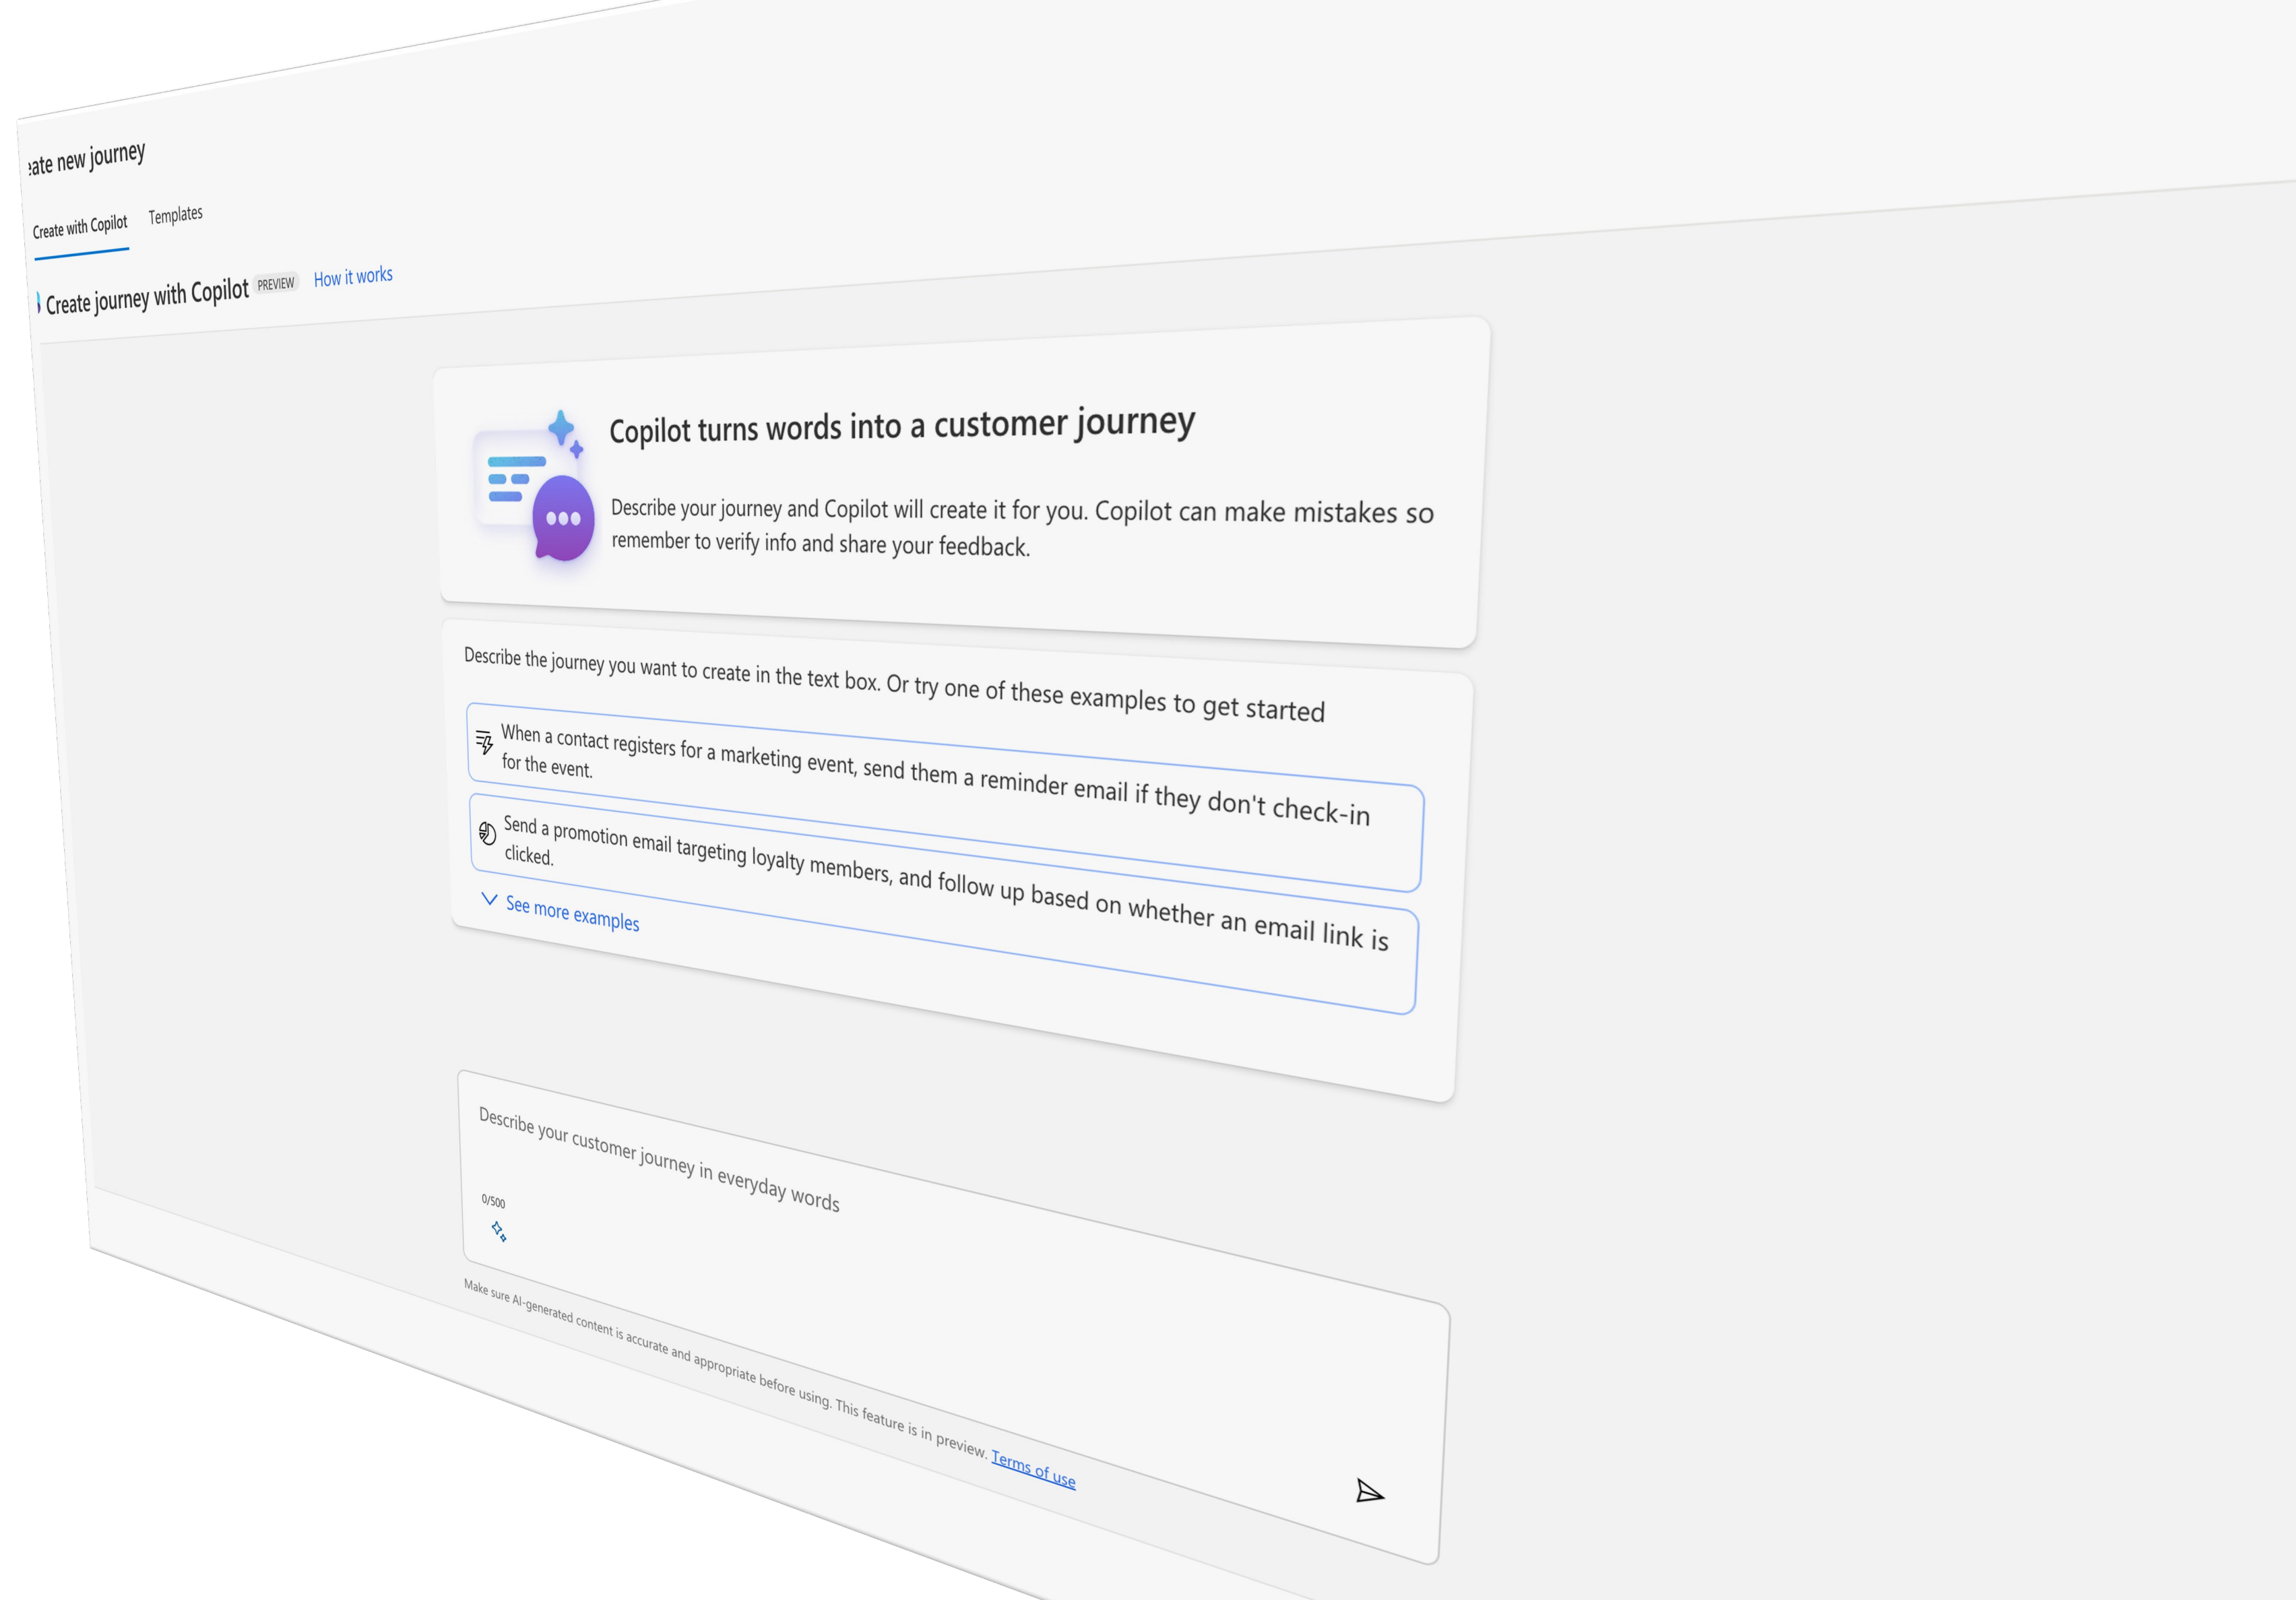 eate new journey
Create with Copilot Templates
Create journey with Copilot PREVIEW How it works
Copilot turns words into a customer journey
Describe your journey and Copilot will create it for you. Copilot can make mistakes so
remember to verify info and share your feedback.
Describe the journey you want to create in the text box. Or try one of these examples to get started
When a contact registers for a marketing event, send them a reminder email if they don't check-in
for the event.
Send a promotion email targeting loyalty members, and follow up based on whether an email link is
clicked.
See more examples
Describe your customer journey in everyday words
0/500
Make sure AI-generated content is accurate and appropriate before using. This feature is in preview. Terms of use